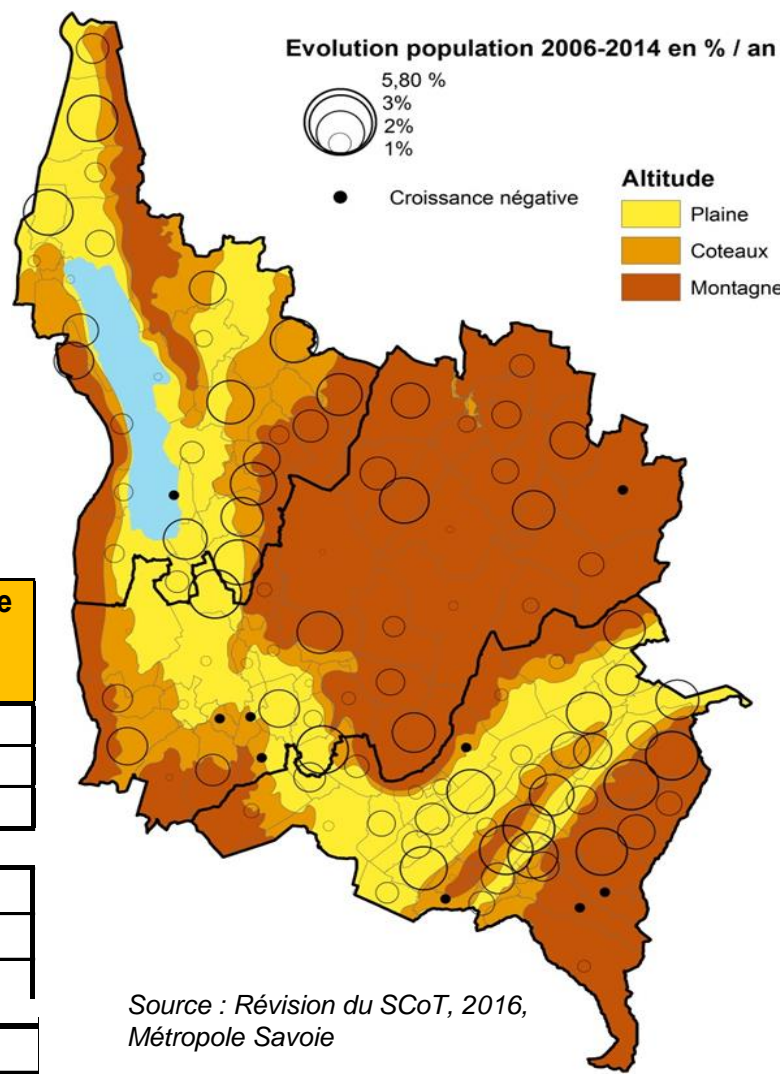 Evolution population 2006-2014 en % / an
5,80 %
3%
2%
1%
Croissance négative
Altitude
Plaine
Coteaux
Montagne
e
Source : Révision du SCoT, 2016,
Métropole Savoie